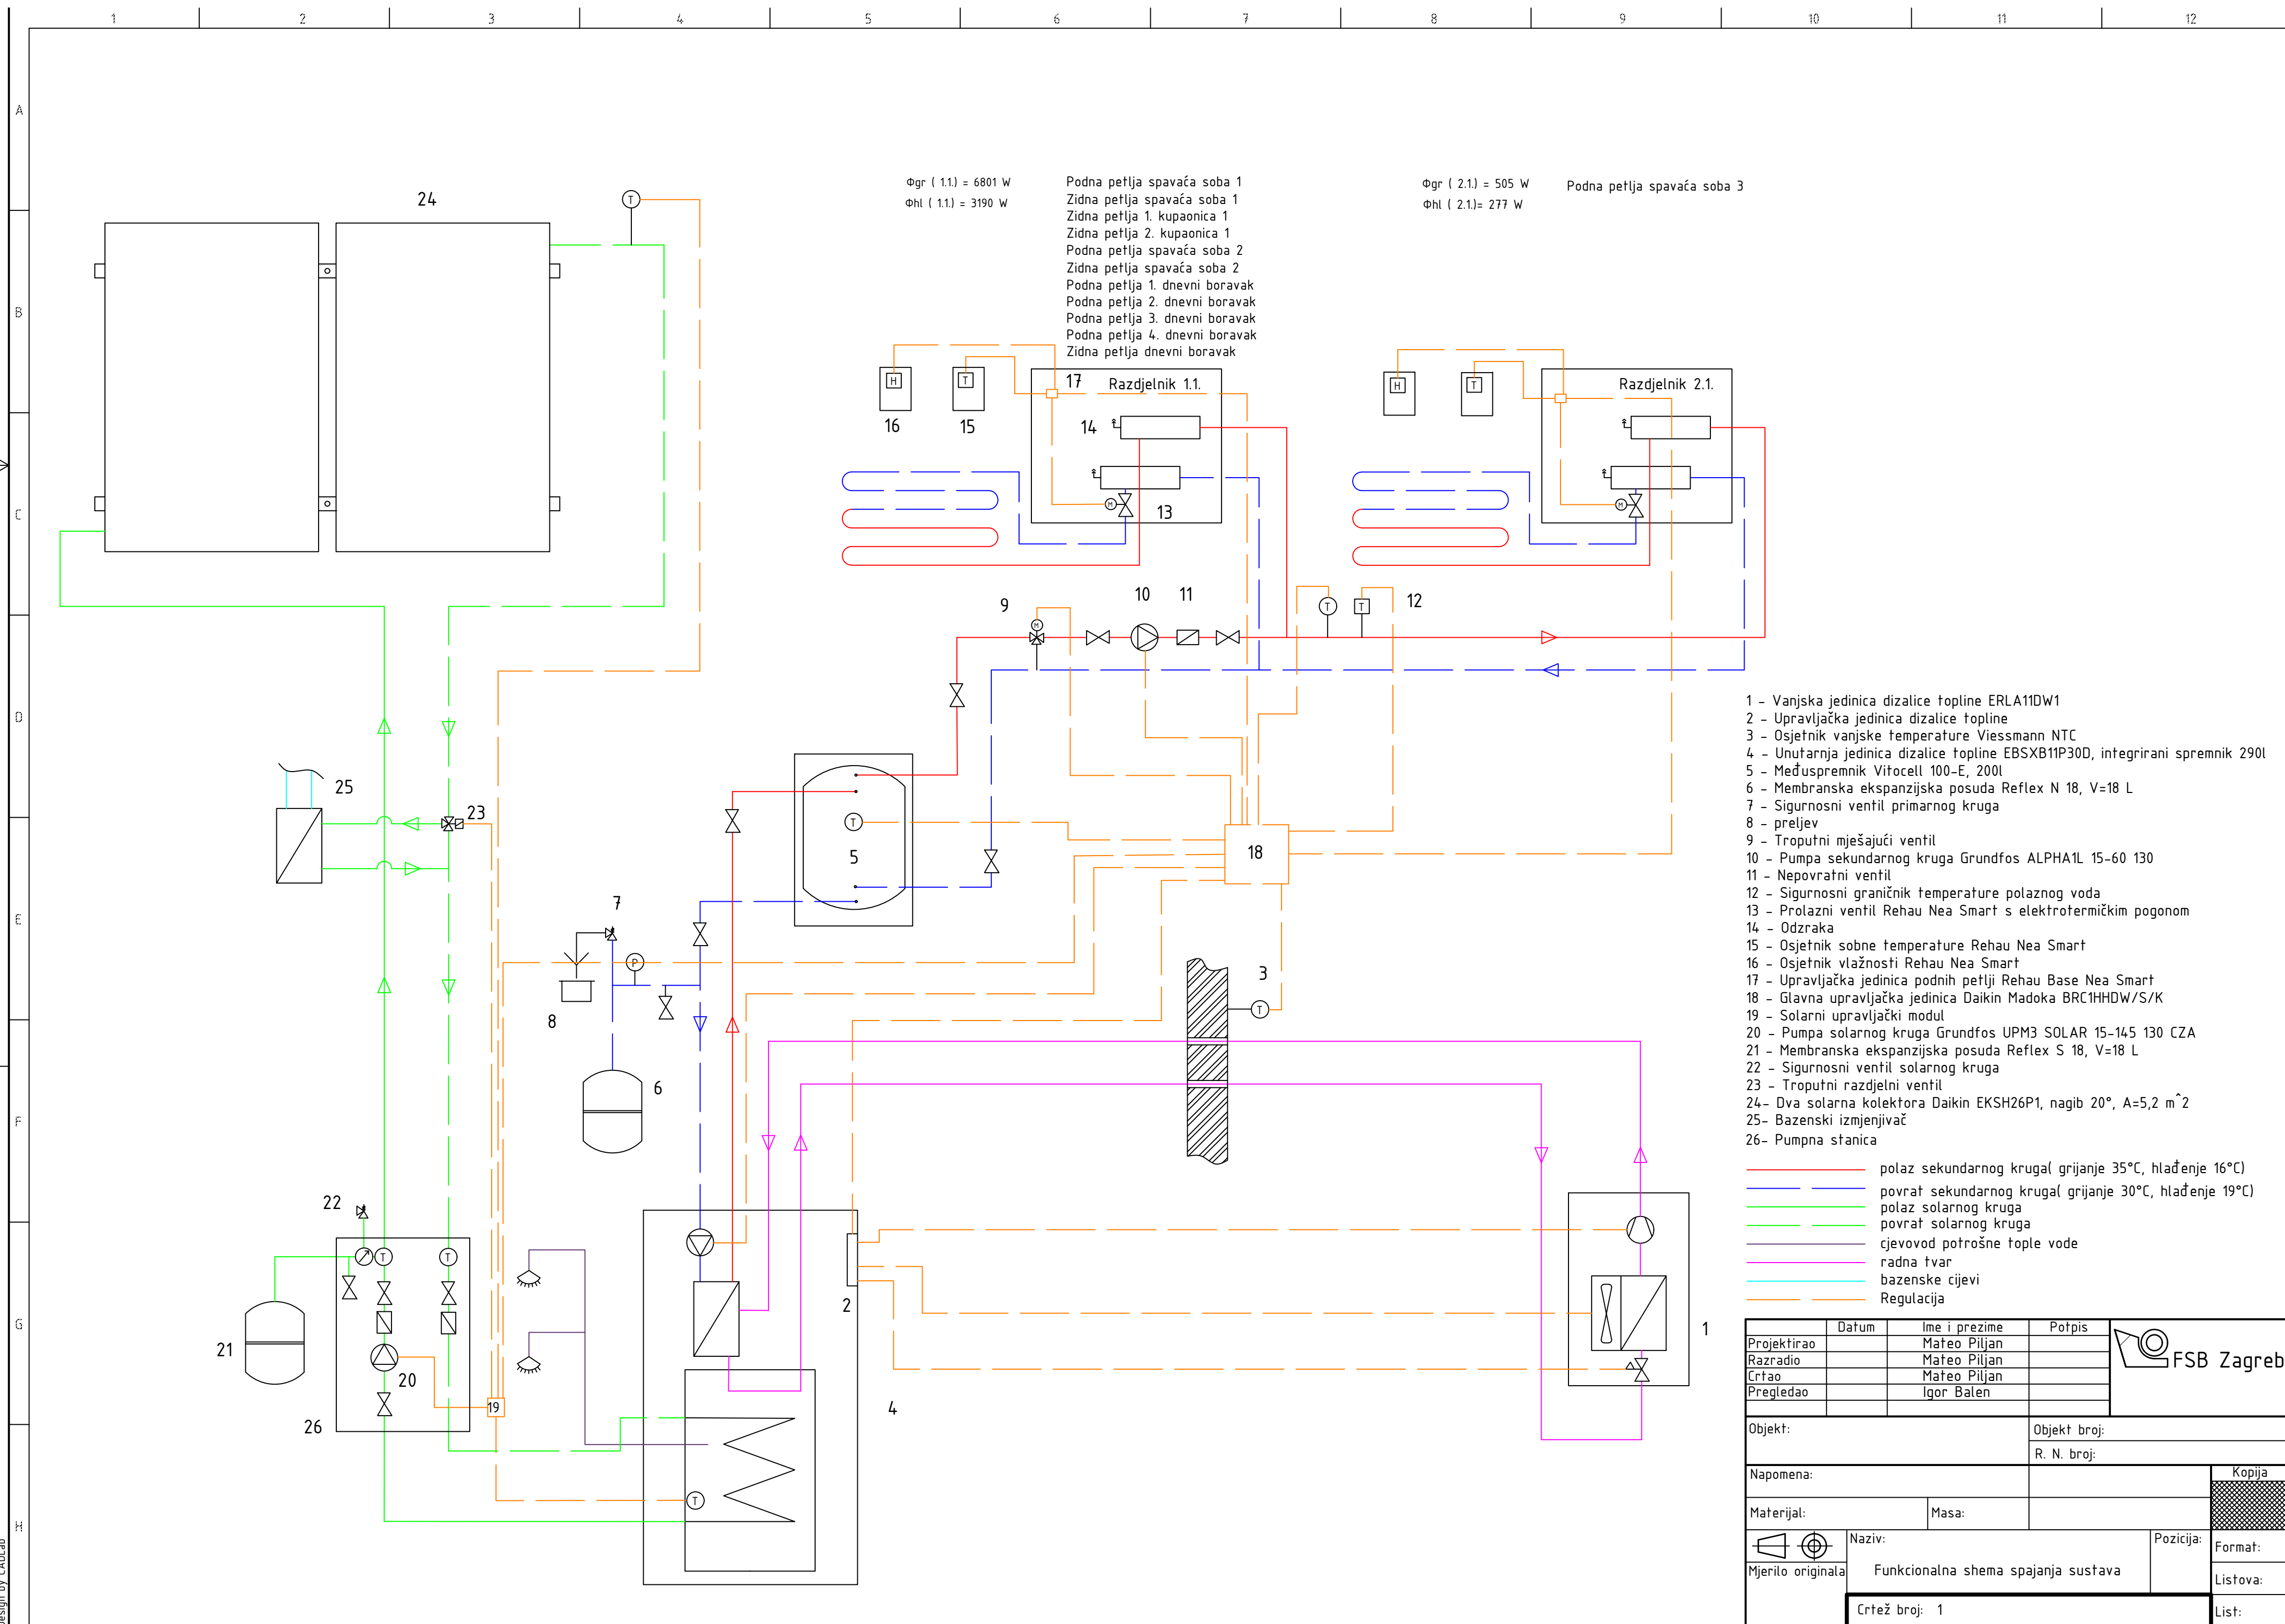 1 2 3 4 5 6 7 8 9 10 11 12
A
B
C
D
E
F
G
H
Φgr ( 1.1.) = 6801 W
Φhl ( 1.1.) = 3190 W
Podna petlja spavaća soba 1
Zidna petlja spavaća soba 1
Zidna petlja 1. kupaonica 1
Zidna petlja 2. kupaonica 1
Podna petlja spavaća soba 2
Zidna petlja spavaća soba 2
Podna petlja 1. dnevni boravak
Podna petlja 2. dnevni boravak
Podna petlja 3. dnevni boravak
Podna petlja 4. dnevni boravak
Zidna petlja dnevni boravak
Φgr ( 2.1.) = 505 W
Φhl ( 2.1.)= 277 W
Podna petlja spavaća soba 3
24
T
H
T
16
15
17
Razdjelnik 1.1.
14
M
13
H
T
Razdjelnik 2.1.
M
9
M
10
11
T
T
12
25
23
T
5
18
7
P
8
6
3
T
22
T
T
21
20
19
26
2
4
T
1
1 - Vanjska jedinica dizalice topline ERLA11DW1
2 - Upravljačka jedinica dizalice topline
3 - Osjetnik vanjske temperature Viessmann NTC
4 - Unutarnja jedinica dizalice topline EBSXB11P30D, integrirani spremnik 290l
5 - Međuspremnik Vitocell 100-E, 200l
6 - Membranska ekspanzijska posuda Reflex N 18, V=18 L
7 - Sigurnosni ventil primarnog kruga
8 - preljev
9 - Troputni mješajući ventil
10 - Pumpa sekundarnog kruga Grundfos ALPHA1L 15-60 130
11 - Nepovratni ventil
12 - Sigurnosni graničnik temperature polaznog voda
13 - Prolazni ventil Rehau Nea Smart s elektrotermičkim pogonom
14 - Odzraka
15 - Osjetnik sobne temperature Rehau Nea Smart
16 - Osjetnik vlažnosti Rehau Nea Smart
17 - Upravljačka jedinica podnih petlji Rehau Base Nea Smart
18 - Glavna upravljačka jedinica Daikin Madoka BRC1HHDW/S/K
19 - Solarni upravljački modul
20 - Pumpa solarnog kruga Grundfos UPM3 SOLAR 15-145 130 CZA
21 - Membranska ekspanzijska posuda Reflex S 18, V=18 L
22 - Sigurnosni ventil solarnog kruga
23 - Troputni razdjelni ventil
24- Dva solarna kolektora Daikin EKSH26P1, nagib 20°, A=5,2 m^2
25- Bazenski izmjenjivač
26- Pumpna stanica
polaz sekundarnog kruga( grijanje 35°C, hlađenje 16°C)
povrat sekundarnog kruga( grijanje 30°C, hlađenje 19°C)
polaz solarnog kruga
povrat solarnog kruga
cjevovod potrošne tople vode
radna tvar
bazenske cijevi
Regulacija
Datum Ime i prezime Potpis
Projektirao Mateo Piljan
Razradio Mateo Piljan
Crtao Mateo Piljan
Pregledao Igor Balen
FSB Zagreb
Objekt:
Objekt broj:
R. N. broj:
Napomena:
Kopija
Materijal:
Masa:
Naziv:
Pozicija:
Format:
Mjerilo originala
Funkcionalna shema spajanja sustava
Listova:
Crtež broj: 1
List:
Design by CADLab